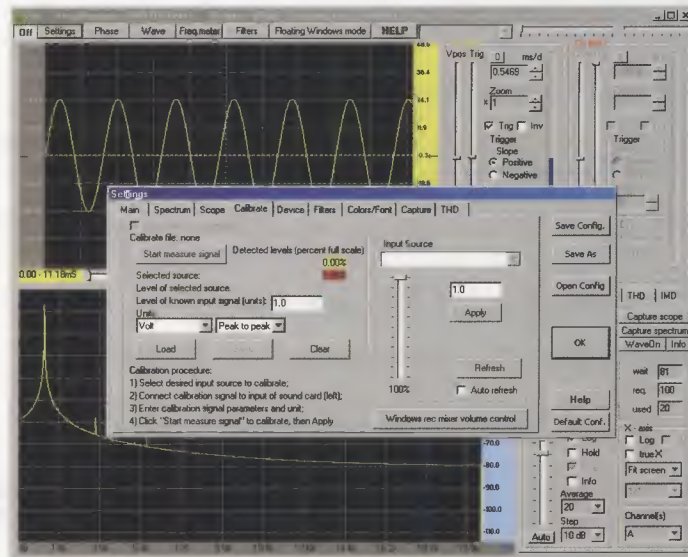 Off Settings Phase Wave Freq.meter Filters Floating Windows mode HELP
Vpos Trig 0 ms/d
0.5469
Zoom
x 1
Trig Inv
Trigger
Slope
Positive
Negative
Trigger
0.00 - 11.18mS
Settings
Main Spectrum Scope Calibrate Device Filters Colors/Font Capture THD
Calibrate file: none
Start measure signal
Detected levels (percent full scale)
0.00%
Selected source:
Level of selected source.
Level of known input signal (units): 1.0
Units
Volt Peak to peak
Load Clear
Calibration procedure:
1) Select desired input source to calibrate;
2) Connect calibration signal to input of sound card (left);
3) Enter calibration signal parameters and unit;
4) Click "Start measure signal" to calibrate, then Apply
Input Source
1.0
Apply
Refresh
100%
Auto refresh
Windows rec mixer volume control
Save Config.
Save As
Open Config
OK
Help
Default Conf.
THD IMD
Capture scope
Capture spectrum
WaveOn Info
wait 81
req. 100
used 20
X - axis
Log
trueX
Fit screen
Channel(s)
A
Hold
Info
Average
20
Step
10 dB
Auto
-70.0
-80.0
-90.0
-100.0